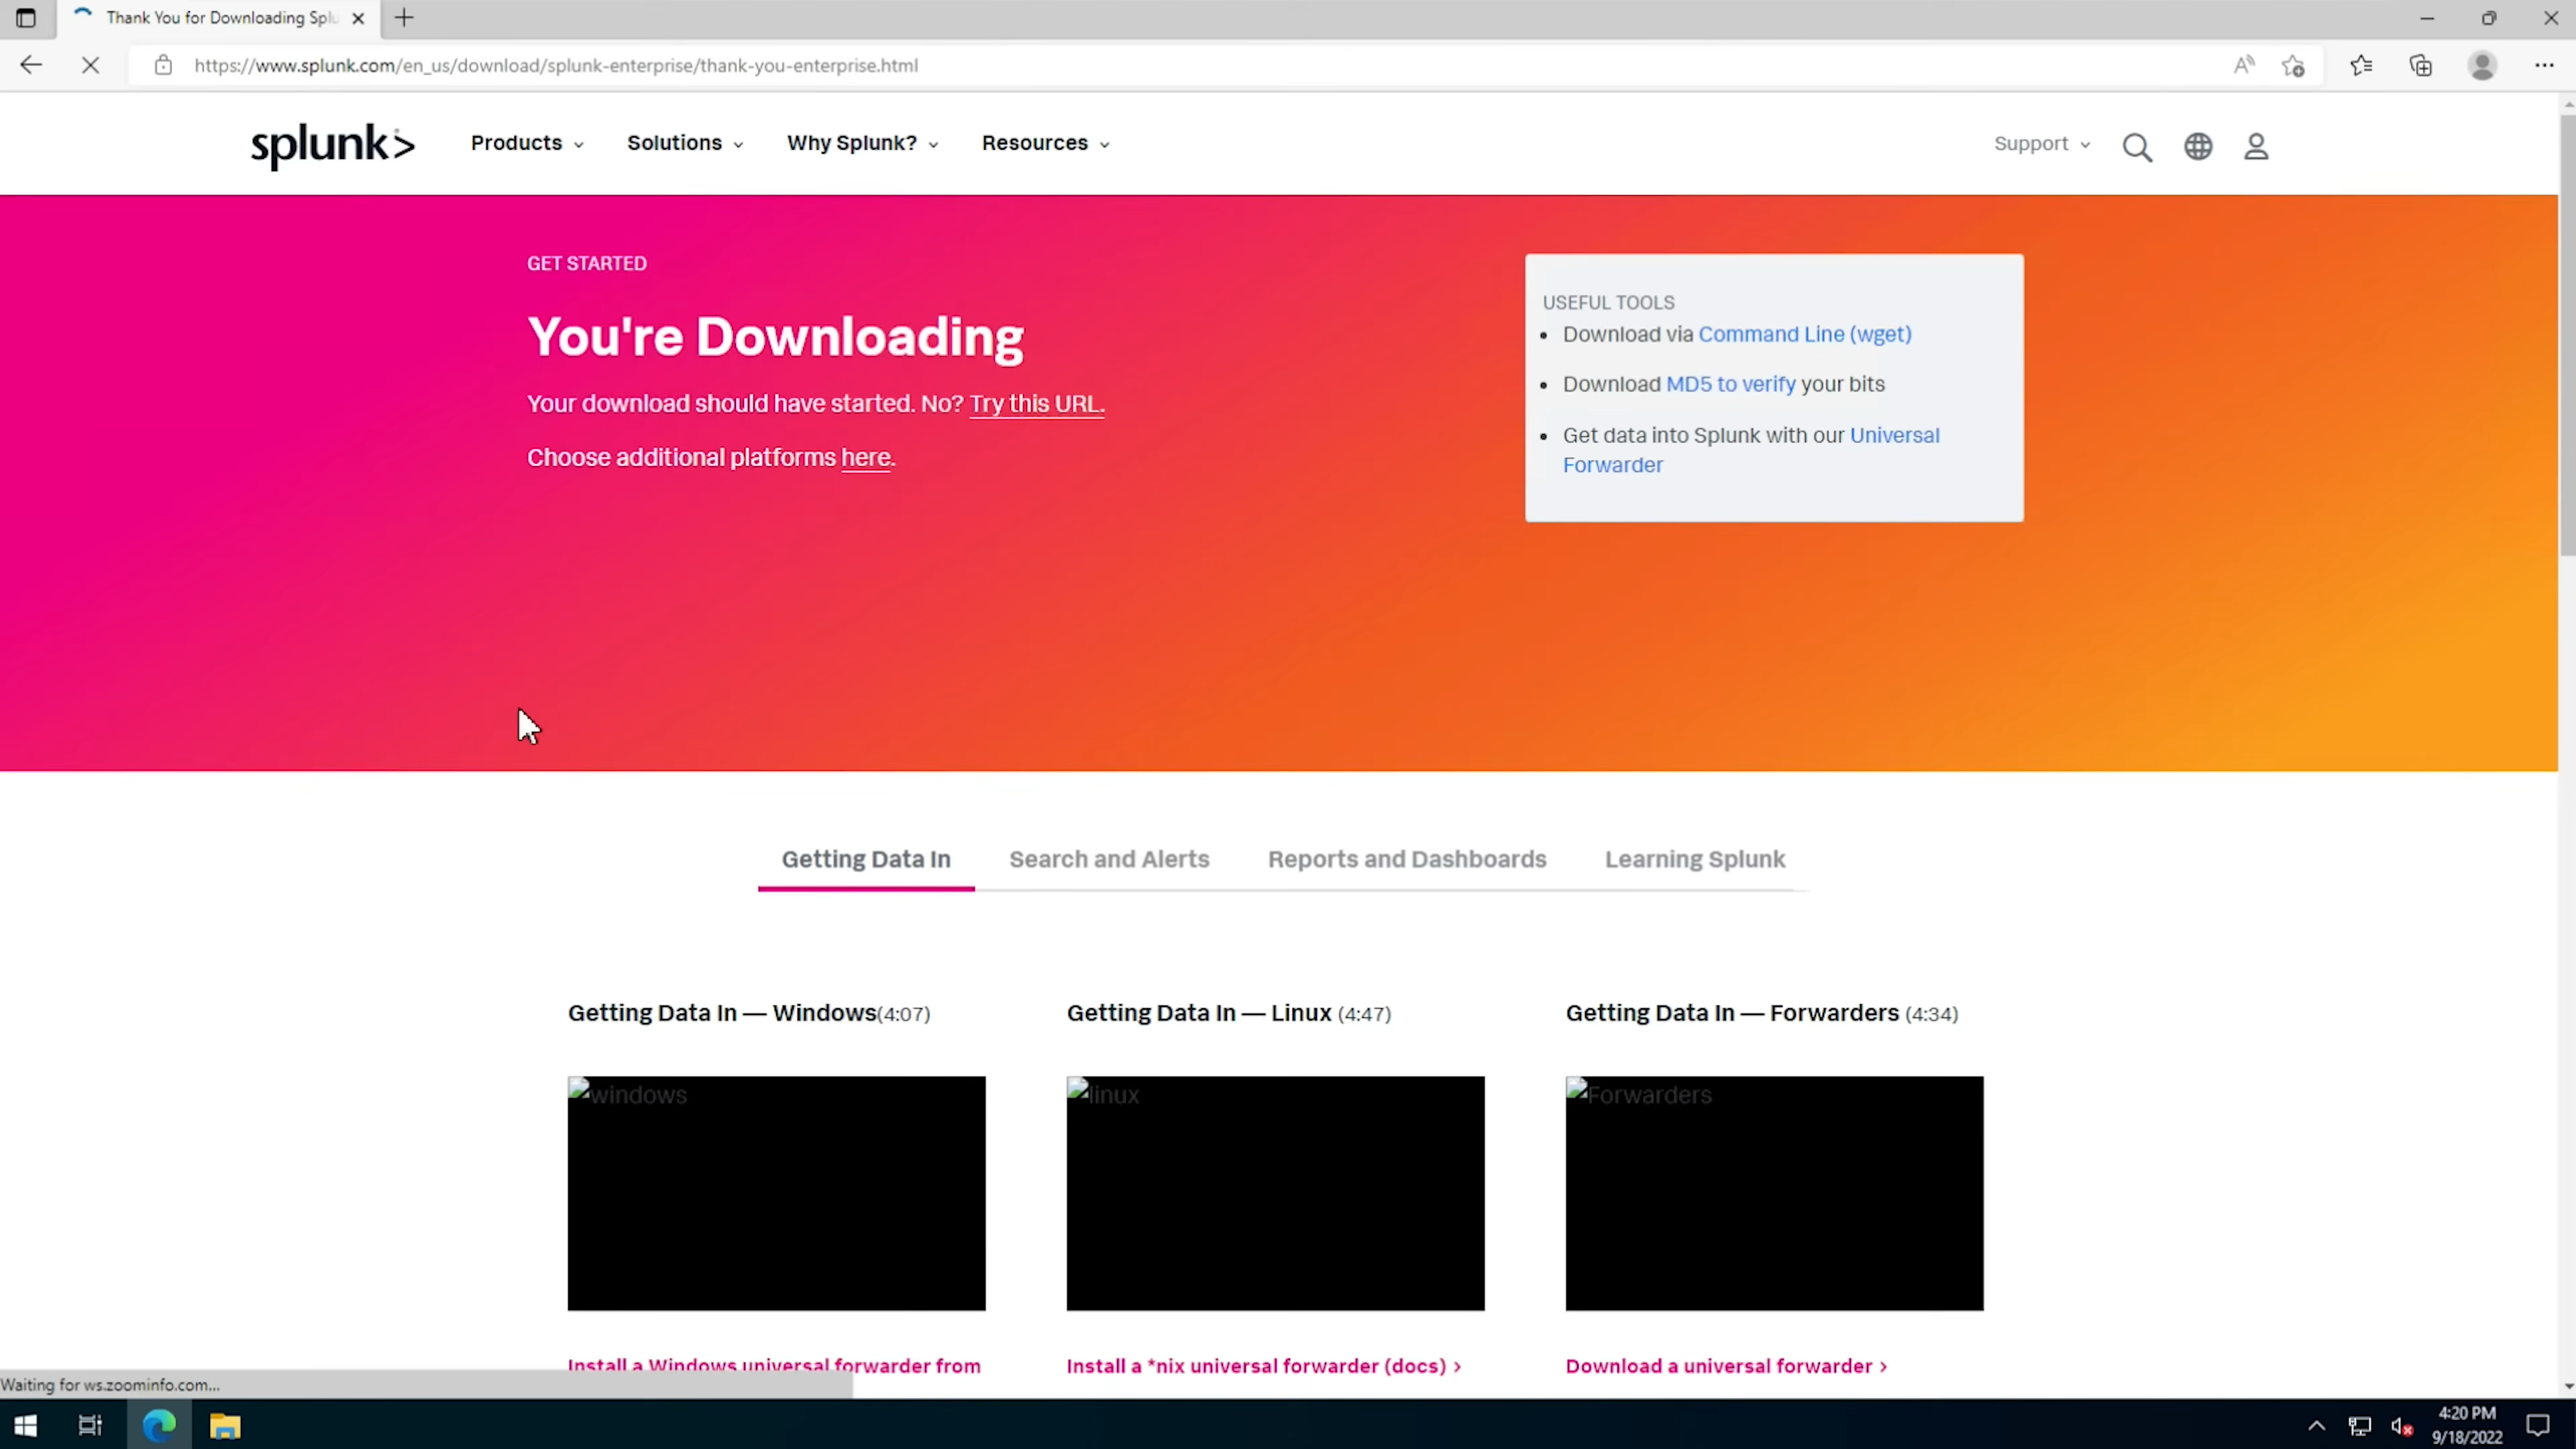 Thank You for Downloading Splu
https://www.splunk.com/en_us/download/splunk-enterprise/thank-you-enterprise.html
splunk>
Products
Solutions
Why Splunk?
Resources
Support
GET STARTED
You're Downloading
Your download should have started. No? Try this URL.
Choose additional platforms here.
USEFUL TOOLS
• Download via Command Line (wget)
• Download MD5 to verify your bits
• Get data into Splunk with our Universal
Forwarder
Getting Data In
Search and Alerts
Reports and Dashboards
Learning Splunk
Getting Data In — Windows(4:07)
Getting Data In — Linux (4:47)
Getting Data In — Forwarders (4:34)
windows
linux
Forwarders
Install a Windows universal forwarder from
Install a *nix universal forwarder (docs) ›
Download a universal forwarder ›
Waiting for ws.zoominfo.com...
4:20 PM
9/18/2022